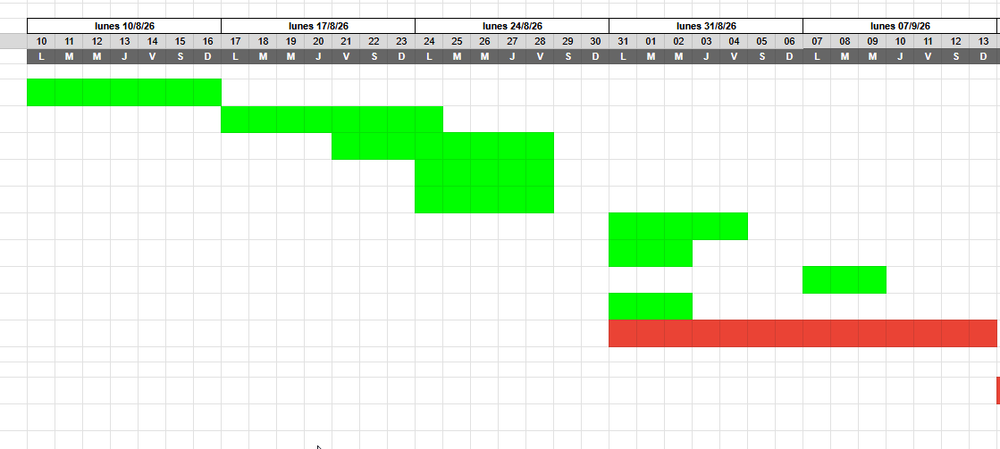 lunes 10/8/26 lunes 17/8/26 lunes 24/8/26 lunes 31/8/26 lunes 07/9/26
10 11 12 13 14 15 16 17 18 19 20 21 22 23 24 25 26 27 28 29 30 31 01 02 03 04 05 06 07 08 09 10 11 12 13
L M M J V S D L M M J V S D L M M J V S D L M M J V S D L M M J V S D